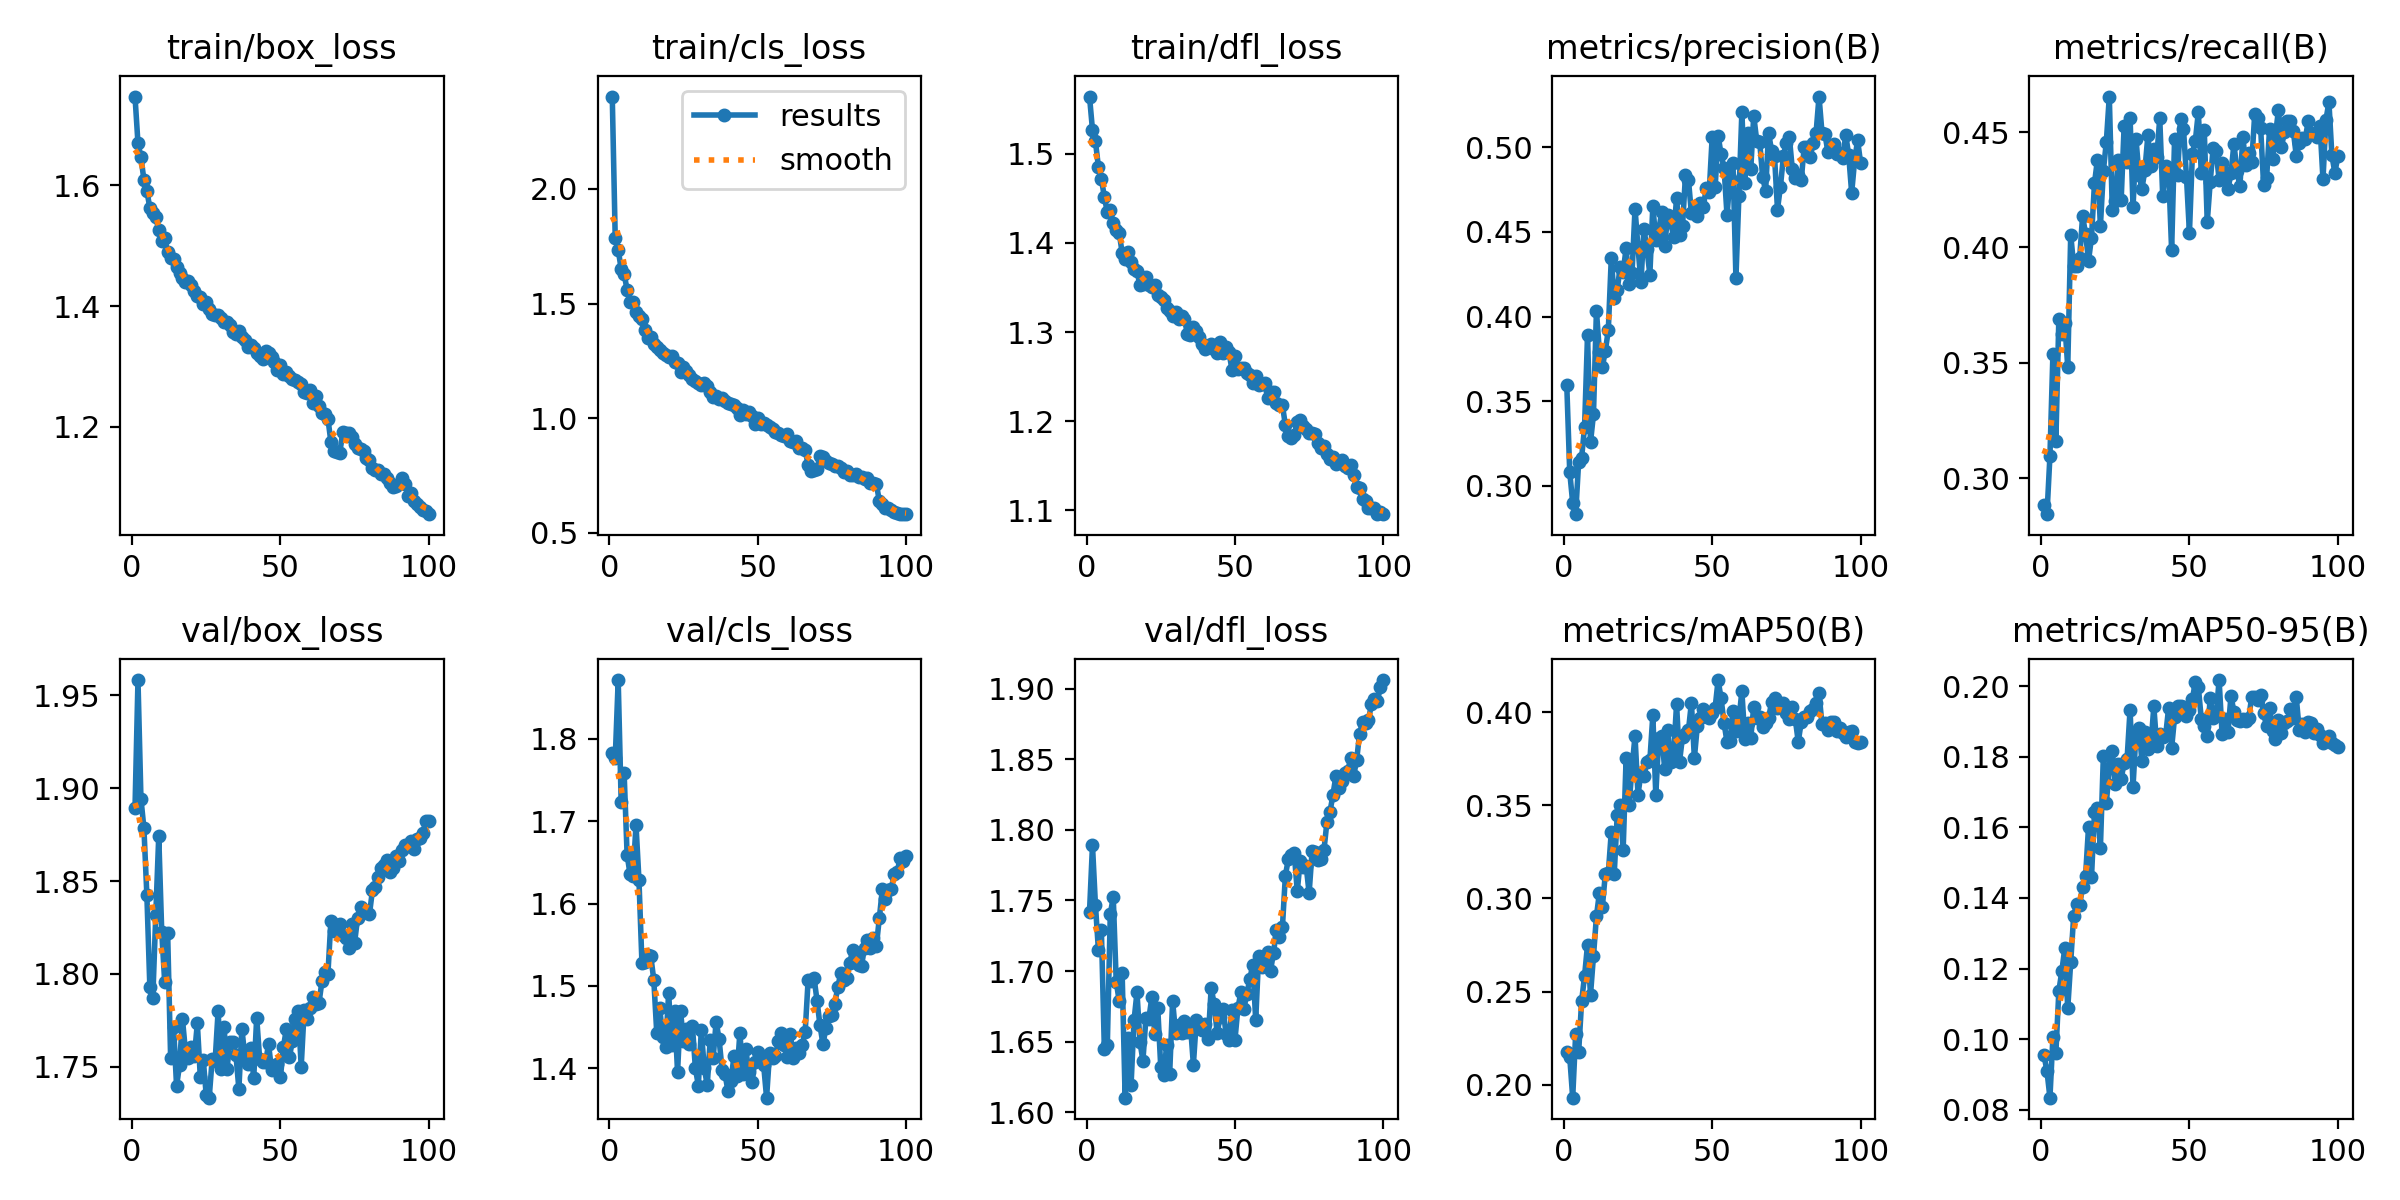 train/box_loss
1.6
1.4
1.2
0 50 100
train/cls_loss
results
smooth
2.0
1.5
1.0
0.5
0 50 100
train/dfl_loss
1.5
1.4
1.3
1.2
1.1
0 50 100
metrics/precision(B)
0.50
0.45
0.40
0.35
0.30
0 50 100
metrics/recall(B)
0.45
0.40
0.35
0.30
0 50 100
val/box_loss
1.95
1.90
1.85
1.80
1.75
0 50 100
val/cls_loss
1.8
1.7
1.6
1.5
1.4
0 50 100
val/dfl_loss
1.90
1.85
1.80
1.75
1.70
1.65
1.60
0 50 100
metrics/mAP50(B)
0.40
0.35
0.30
0.25
0.20
0 50 100
metrics/mAP50-95(B)
0.20
0.18
0.16
0.14
0.12
0.10
0.08
0 50 100